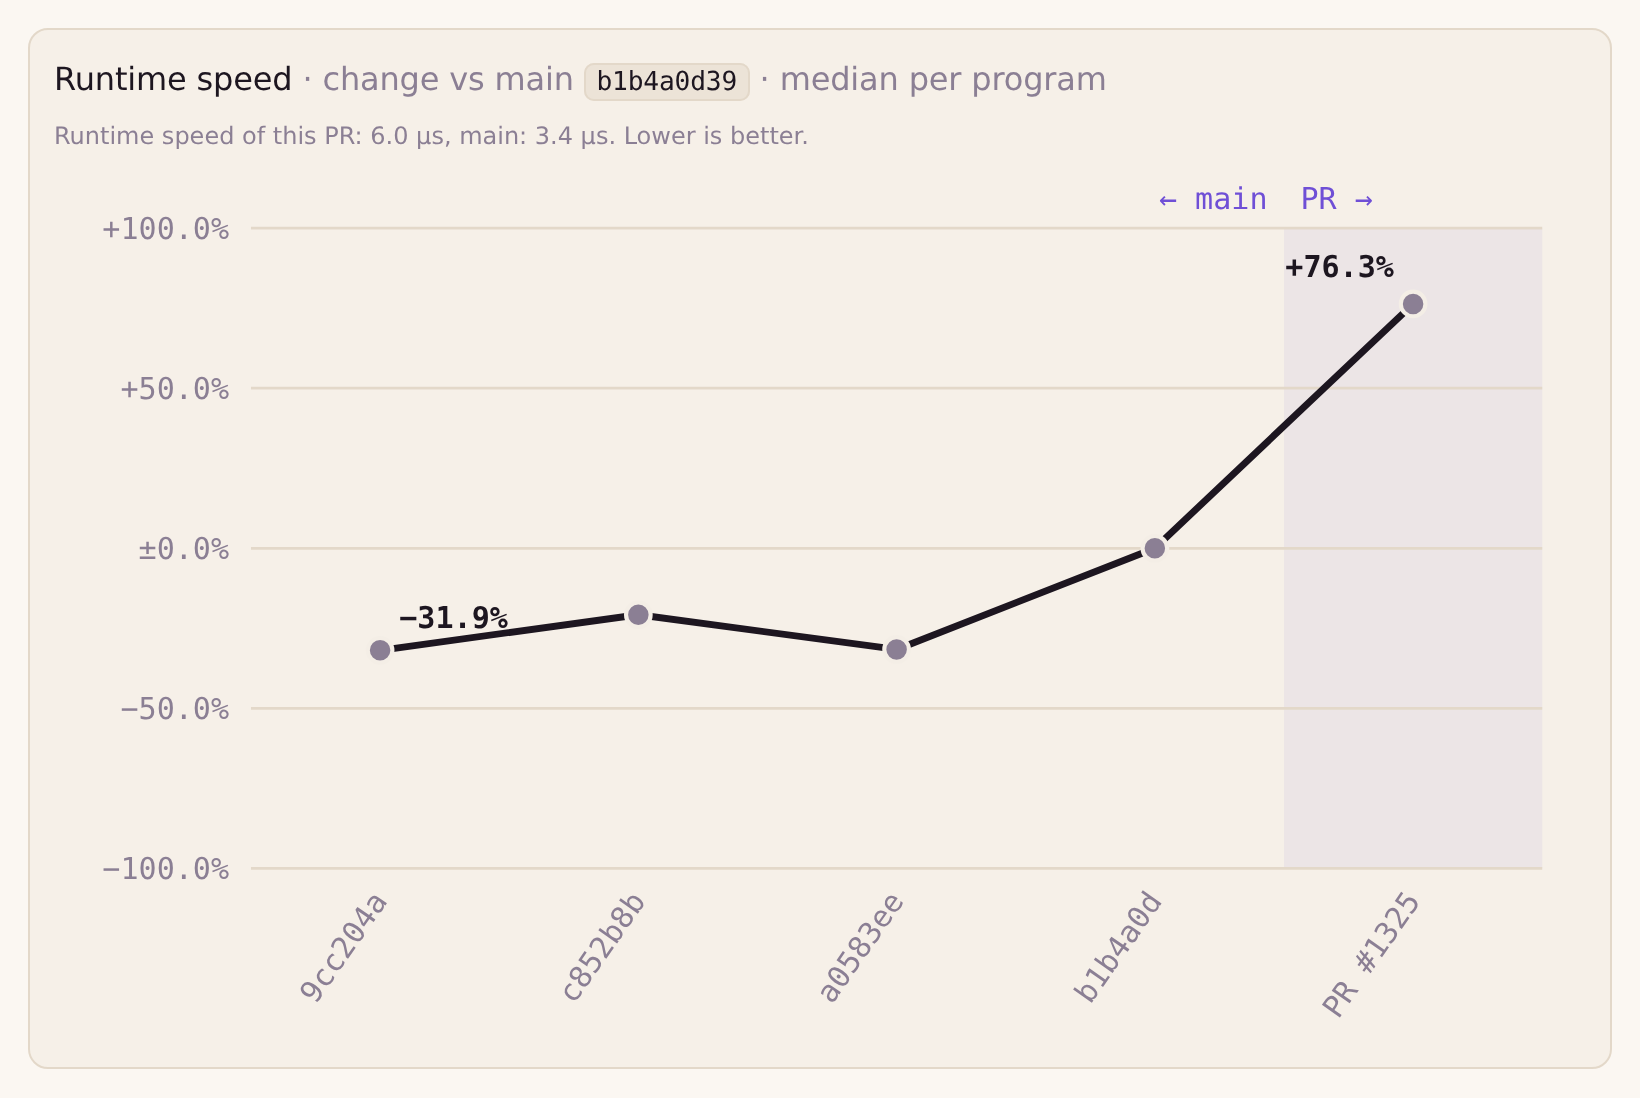 Runtime speed · change vs main b1b4a0d39 · median per program
Runtime speed of this PR: 6.0 µs, main: 3.4 µs. Lower is better.
← main PR →
+100.0%
+76.3%
+50.0%
±0.0%
−31.9%
−50.0%
−100.0%
9cc204a
c852b8b
a0583ee
b1b4a0d
PR #1325